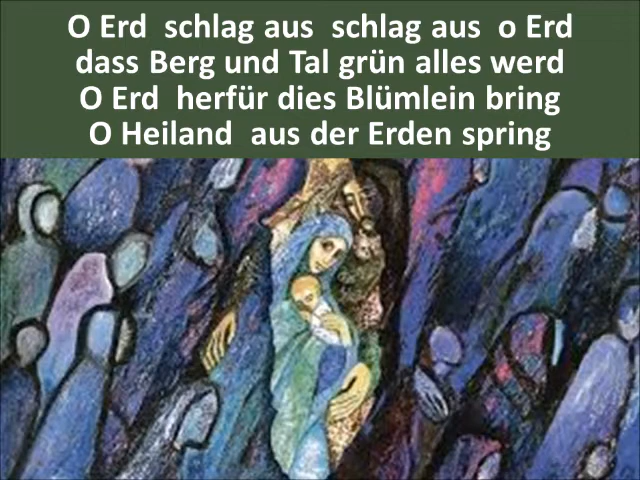 O Erd schlag aus schlag aus o Erd
dass Berg und Tal grün alles werd
O Erd herfür dies Blümlein bring
O Heiland aus der Erden spring